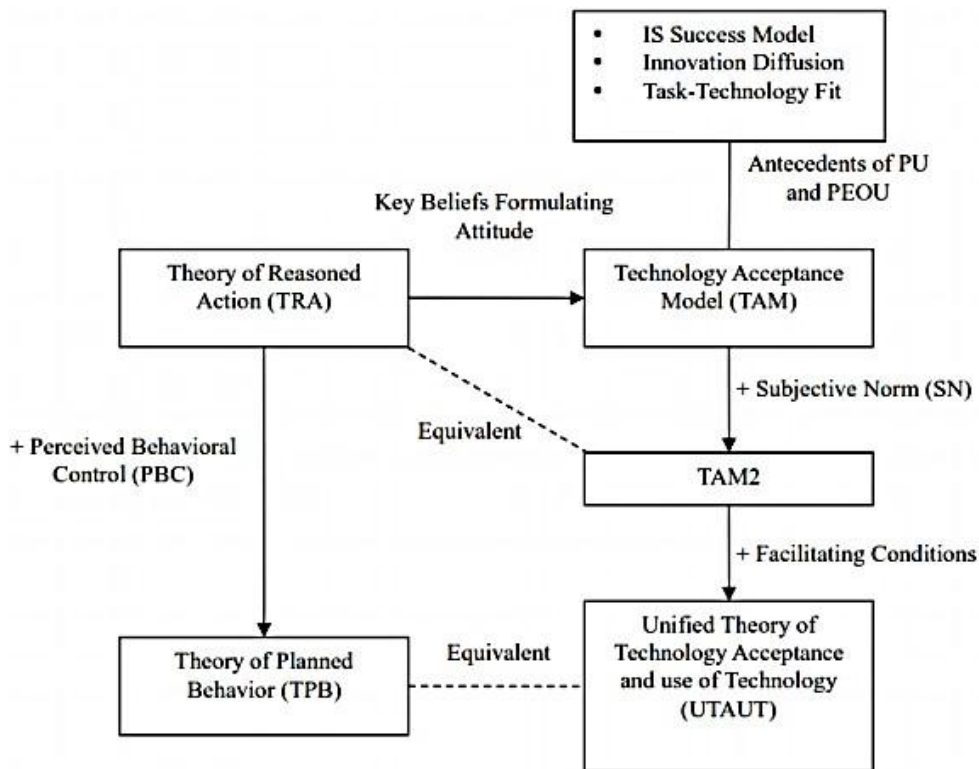 • IS Success Model
• Innovation Diffusion
• Task-Technology Fit
Antecedents of PU
and PEOU
Key Beliefs Formulating
Attitude
Theory of Reasoned
Action (TRA)
Technology Acceptance
Model (TAM)
+ Subjective Norm (SN)
Equivalent
+ Perceived Behavioral
Control (PBC)
TAM2
+ Facilitating Conditions
Theory of Planned
Behavior (TPB)
Equivalent
Unified Theory of
Technology Acceptance
and use of Technology
(UTAUT)